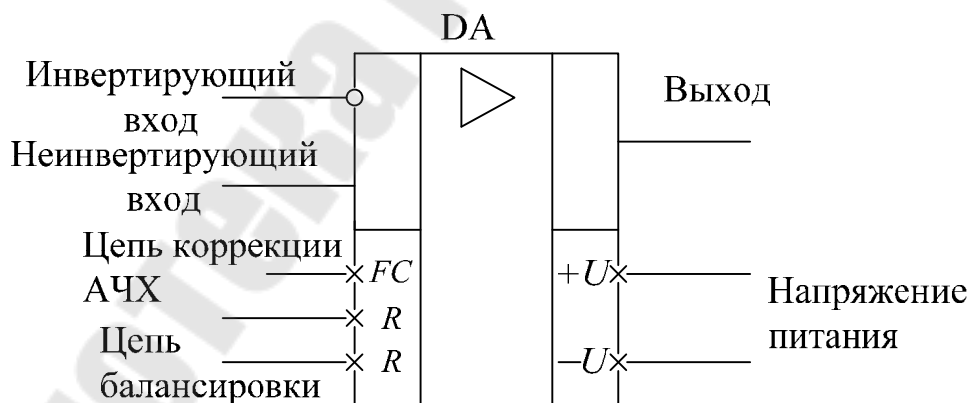 DA
Инвертирующий
вход
Выход
Неинвертирующий
вход
Цепь коррекции
АЧХ
FC
+U
R
Напряжение
питания
Цепь
балансировки
R
−U